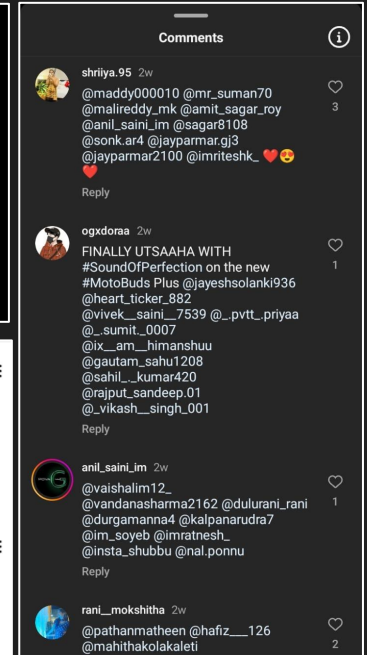 Comments
shriiya.95 2w
@maddy000010 @mr_suman70
@malireddy_mk @amit_sagar_roy
@anil_saini_im @sagar8108
@sonk.ar4 @jayparmar.gj3
@jayparmar2100 @imriteshk_ ❤️😍
❤️
3
Reply
ogxdoraa 2w
FINALLY UTSAAHA WITH
#SoundOfPerfection on the new
#MotoBuds Plus @jayeshsolanki936
@heart_ticker_882
@vivek__saini__7539 @_.pvtt_.priyaa
@_.sumit._0007
@ix__am__himanshuu
@gautam_sahu1208
@sahil_._kumar420
@rajput_sandeep.01
@_vikash__singh_001
1
Reply
anil_saini_im 2w
@vaishalim12_
@vandanasharma2162 @dulurani_rani
@durgamanna4 @kalpanarudra7
@im_soyeb @imratnesh_
@insta_shubbu @nal.ponnu
1
Reply
rani__mokshitha 2w
@pathanmatheen @hafiz___126
@mahithakolakaleti
2